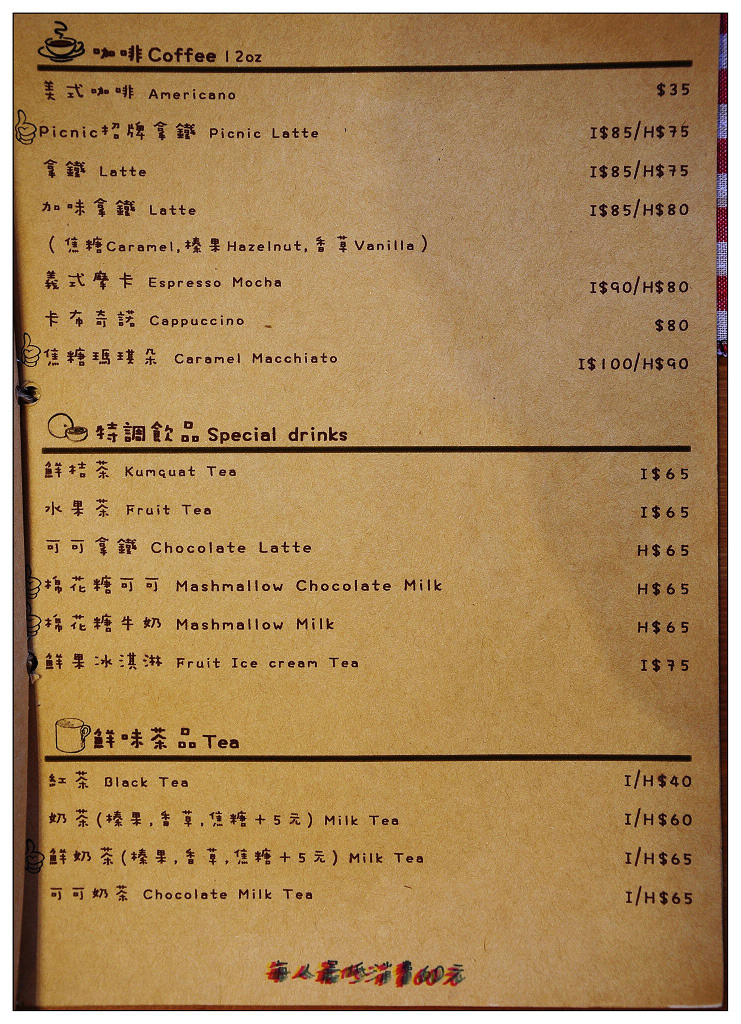 咖啡 Coffee 12oz
美式咖啡 Americano $35
Picnic招牌拿鐵 Picnic Latte I$85/H$75
拿鐵 Latte I$85/H$75
加味拿鐵 Latte I$85/H$80
(焦糖Caramel,榛果Hazelnut,香草Vanilla)
義式摩卡 Espresso Mocha I$90/H$80
卡布奇諾 Cappuccino $80
焦糖瑪琪朵 Caramel Macchiato I$100/H$90
特調飲品 Special drinks
鮮桔茶 Kumquat Tea I$65
水果茶 Fruit Tea I$65
可可拿鐵 Chocolate Latte H$65
棉花糖可可 Mashmallow Chocolate Milk H$65
棉花糖牛奶 Mashmallow Milk H$65
鮮果冰淇淋 Fruit Ice cream Tea I$75
鮮味茶品 Tea
紅茶 Black Tea I/H$40
奶茶(榛果,香草,焦糖+5元) Milk Tea I/H$60
鮮奶茶(榛果,香草,焦糖+5元) Milk Tea I/H$65
可可奶茶 Chocolate Milk Tea I/H$65
每人最低消費60元